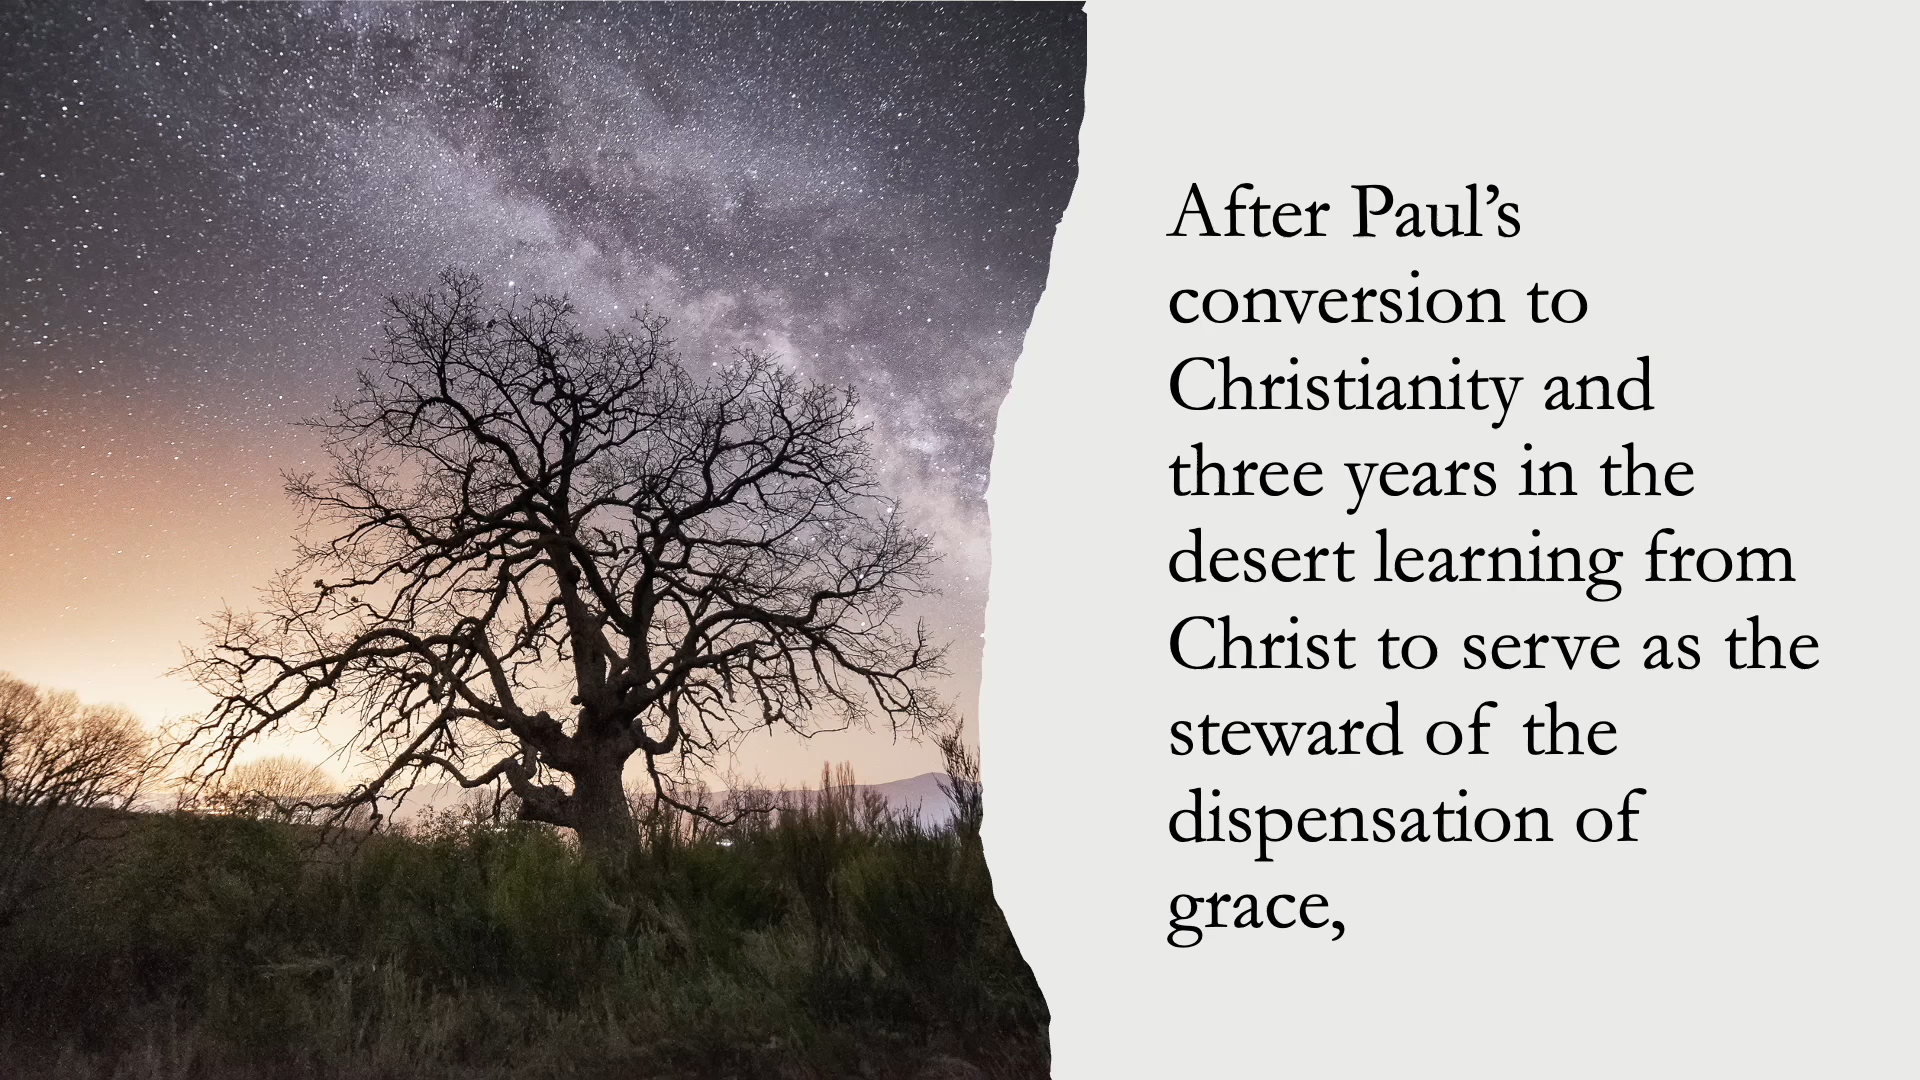 After Paul’s
conversion to
Christianity and
three years in the
desert learning from
Christ to serve as the
steward of the
dispensation of
grace,